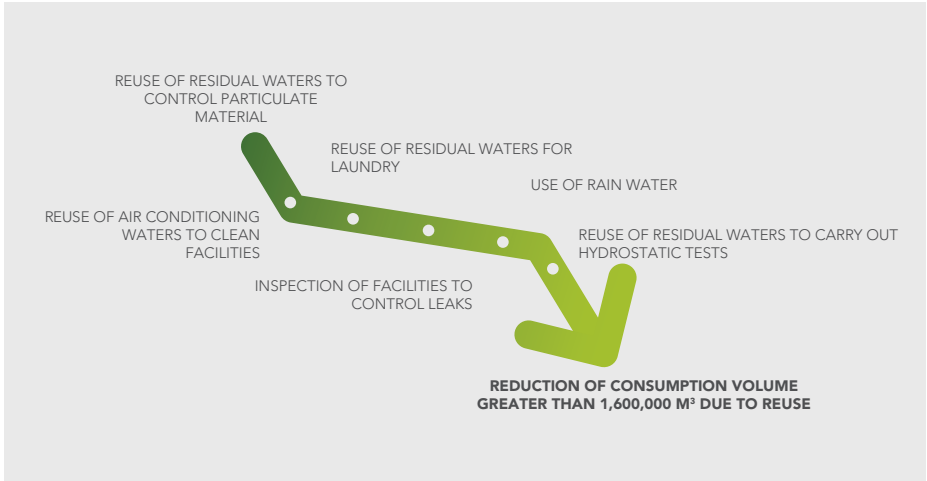 REUSE OF RESIDUAL WATERS TO
CONTROL PARTICULATE
MATERIAL
REUSE OF RESIDUAL WATERS FOR
LAUNDRY
USE OF RAIN WATER
REUSE OF AIR CONDITIONING
WATERS TO CLEAN
FACILITIES
REUSE OF RESIDUAL WATERS TO CARRY OUT
HYDROSTATIC TESTS
INSPECTION OF FACILITIES TO
CONTROL LEAKS
REDUCTION OF CONSUMPTION VOLUME
GREATER THAN 1,600,000 M³ DUE TO REUSE